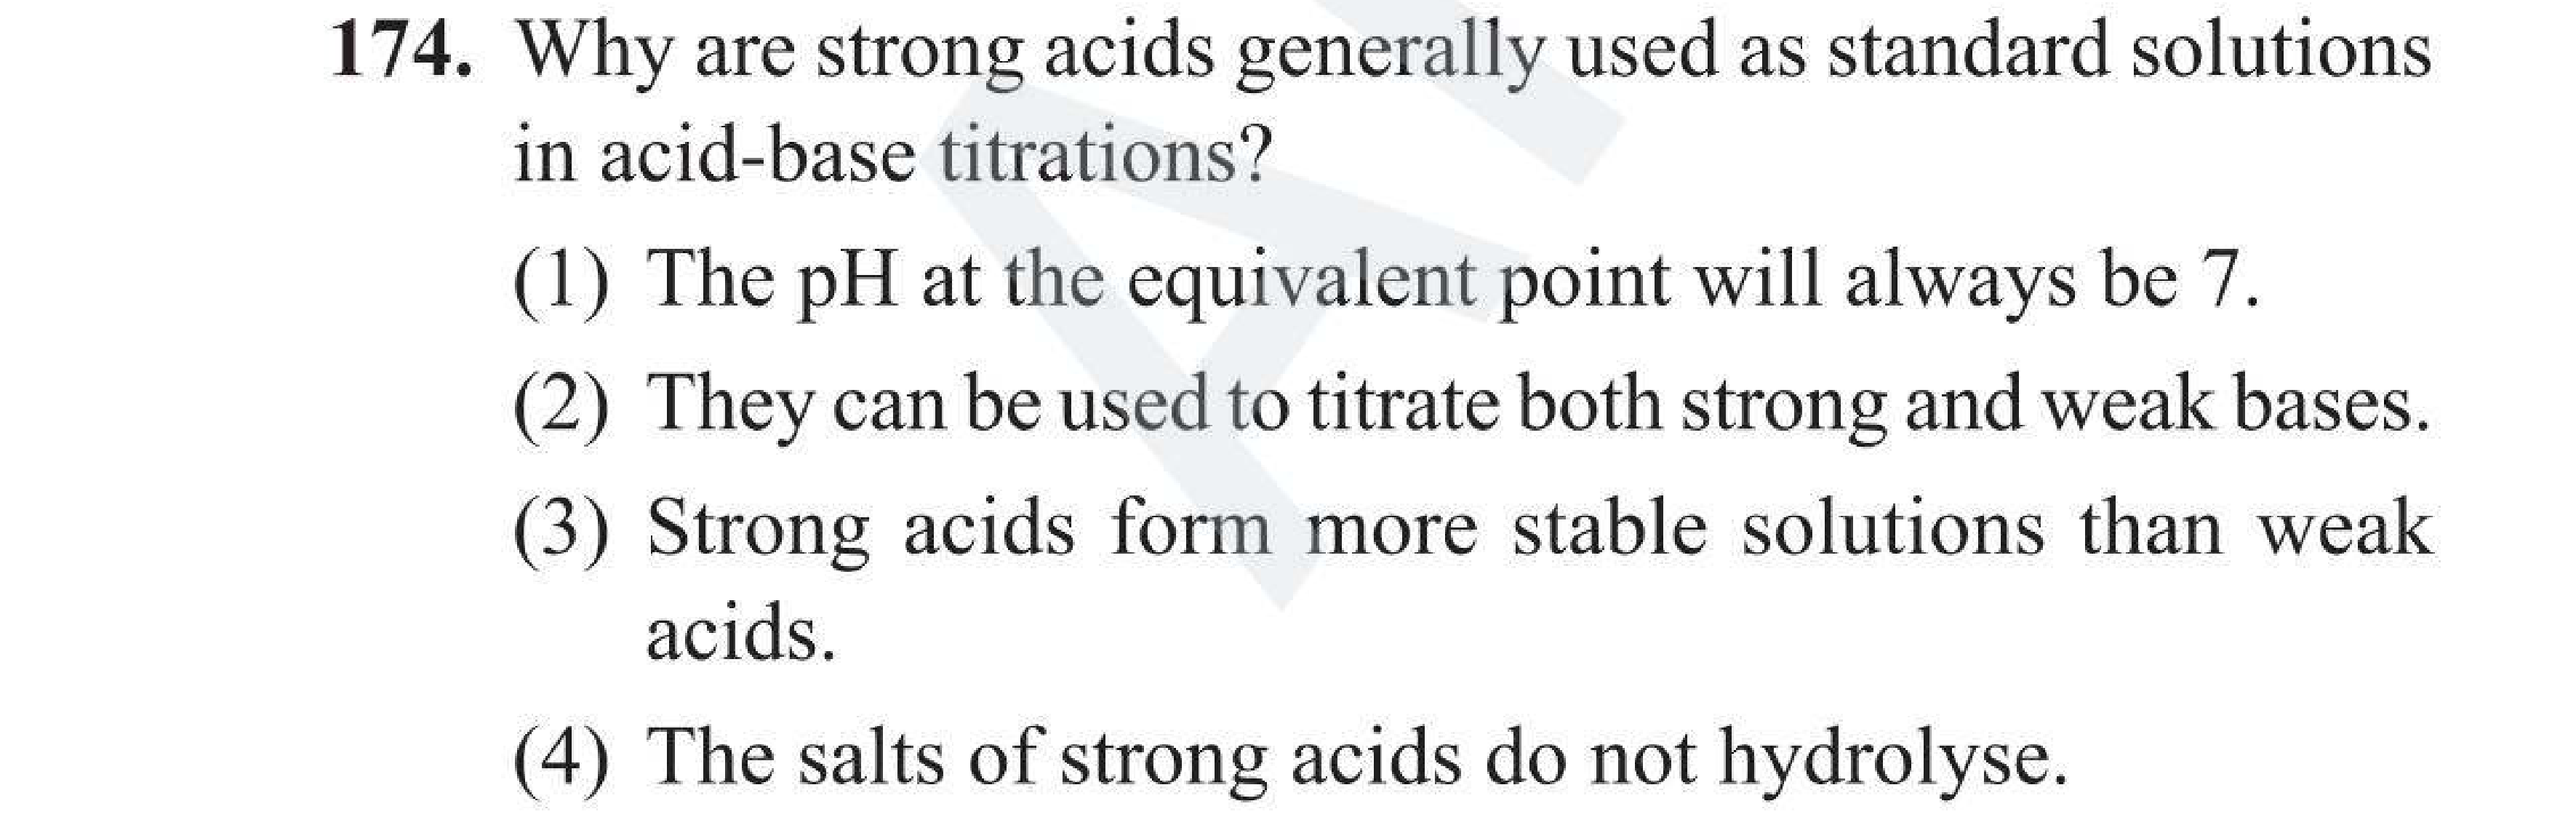 174. Why are strong acids generally used as standard solutions
in acid-base titrations?
(1) The pH at the equivalent point will always be 7.
(2) They can be used to titrate both strong and weak bases.
(3) Strong acids form more stable solutions than weak
acids.
(4) The salts of strong acids do not hydrolyse.